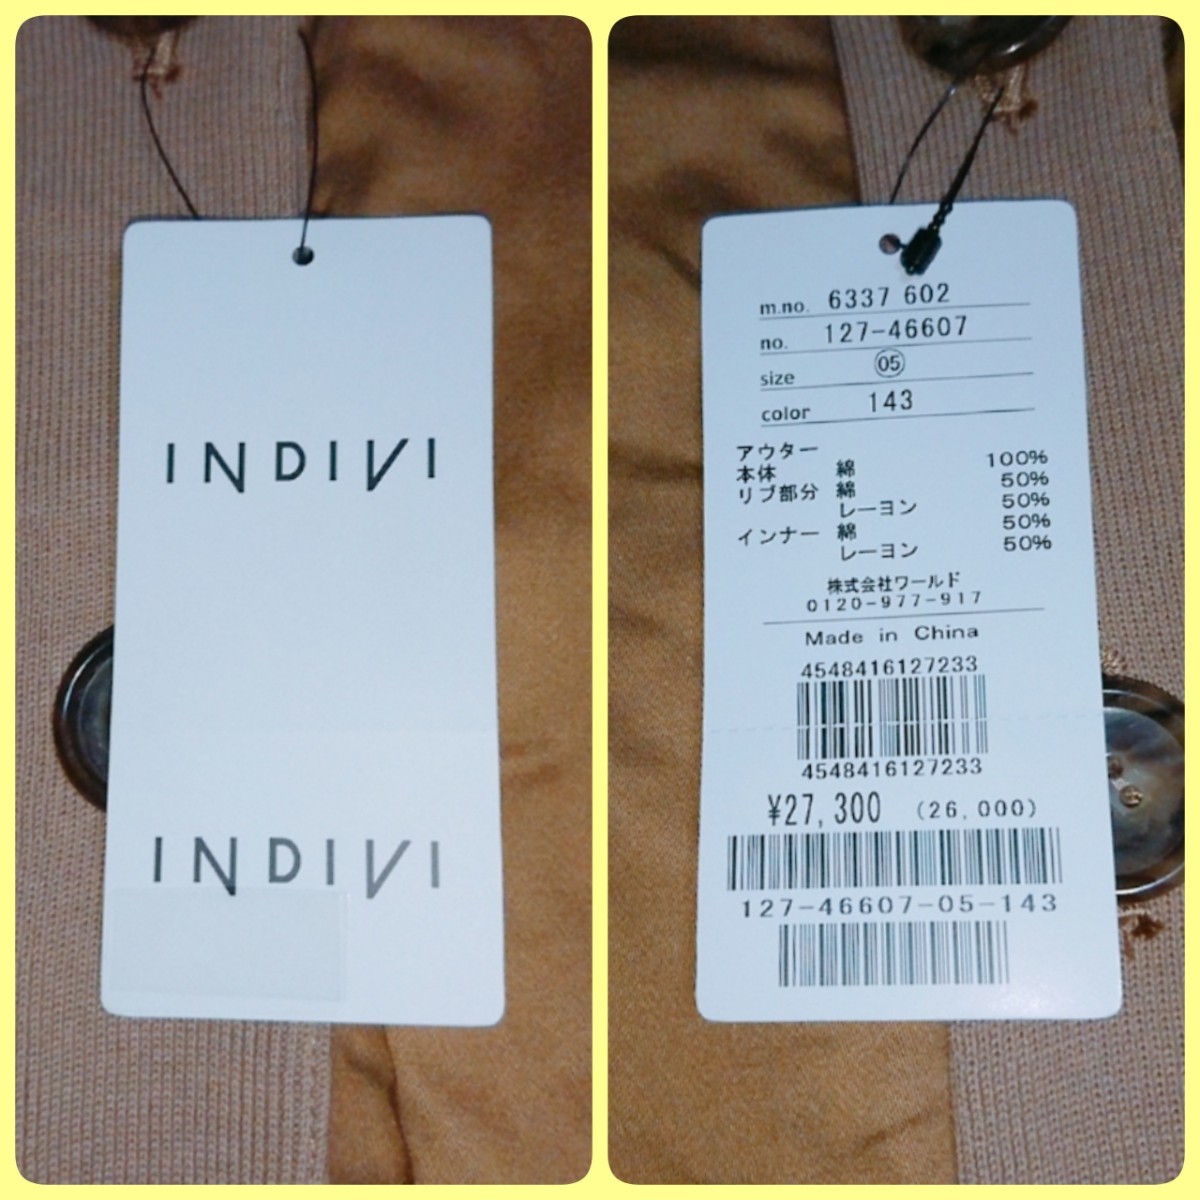 INDIVI
INDIVI
m.no. 6337 602
no. 127-46607
size 05
color 143
アウター
本体 綿 100%
リブ部分 綿 50%
レーヨン 50%
インナー 綿 50%
レーヨン 50%
株式会社ワールド
0120-977-917
Made in China
4548416127233
4548416127233
¥27,300 (26,000)
127-46607-05-143